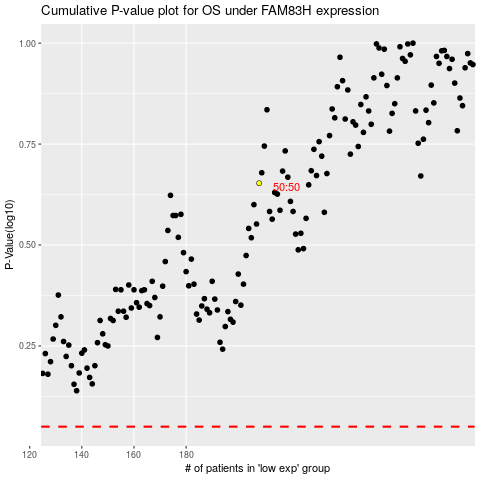 Cumulative P-value plot for OS under FAM83H expression
1.00
0.75
0.50
0.25
P-Value(log10)
50:50
120 140 160 180
# of patients in 'low exp' group